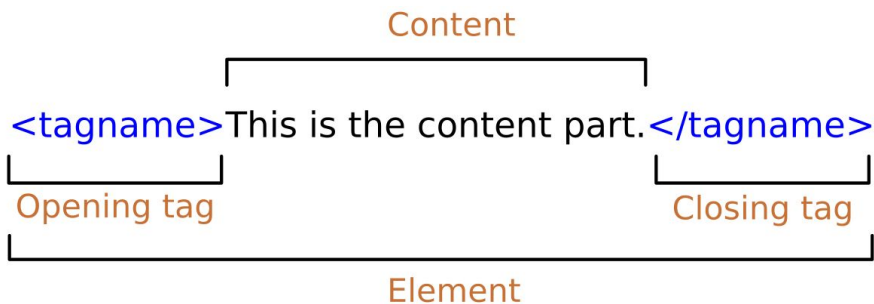 Content
<tagname>This is the content part.</tagname>
Opening tag
Closing tag
Element